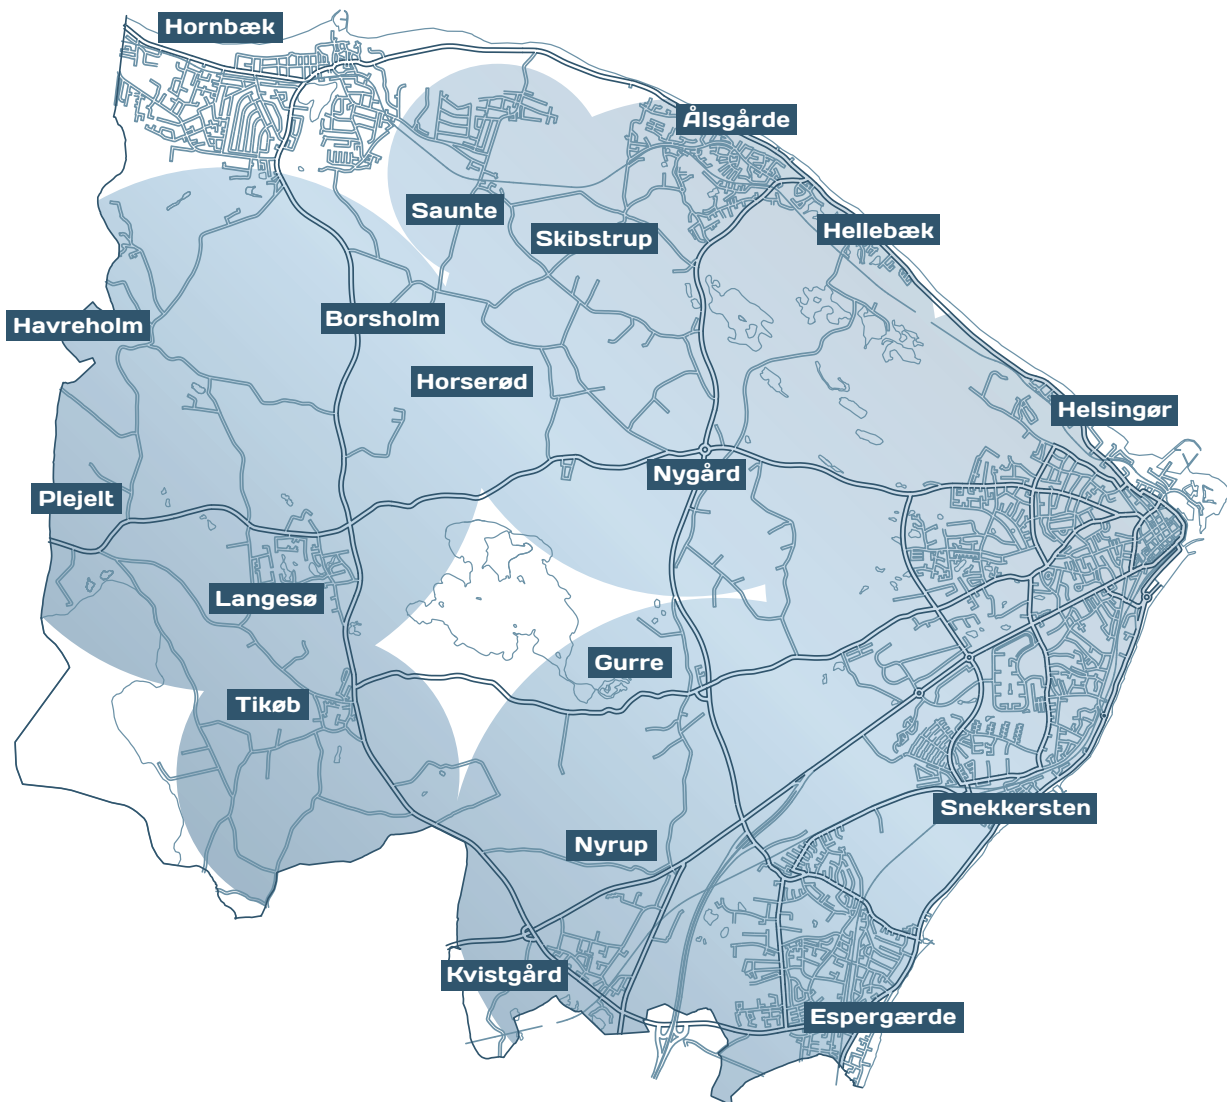 Hornbæk
Ålsgårde
Saunte
Hellebæk
Skibstrup
Havreholm
Borsholm
Horserød
Helsingør
Nygård
Plejelt
Langesø
Gurre
Tikøb
Snekkersten
Nyrup
Kvistgård
Espergærde